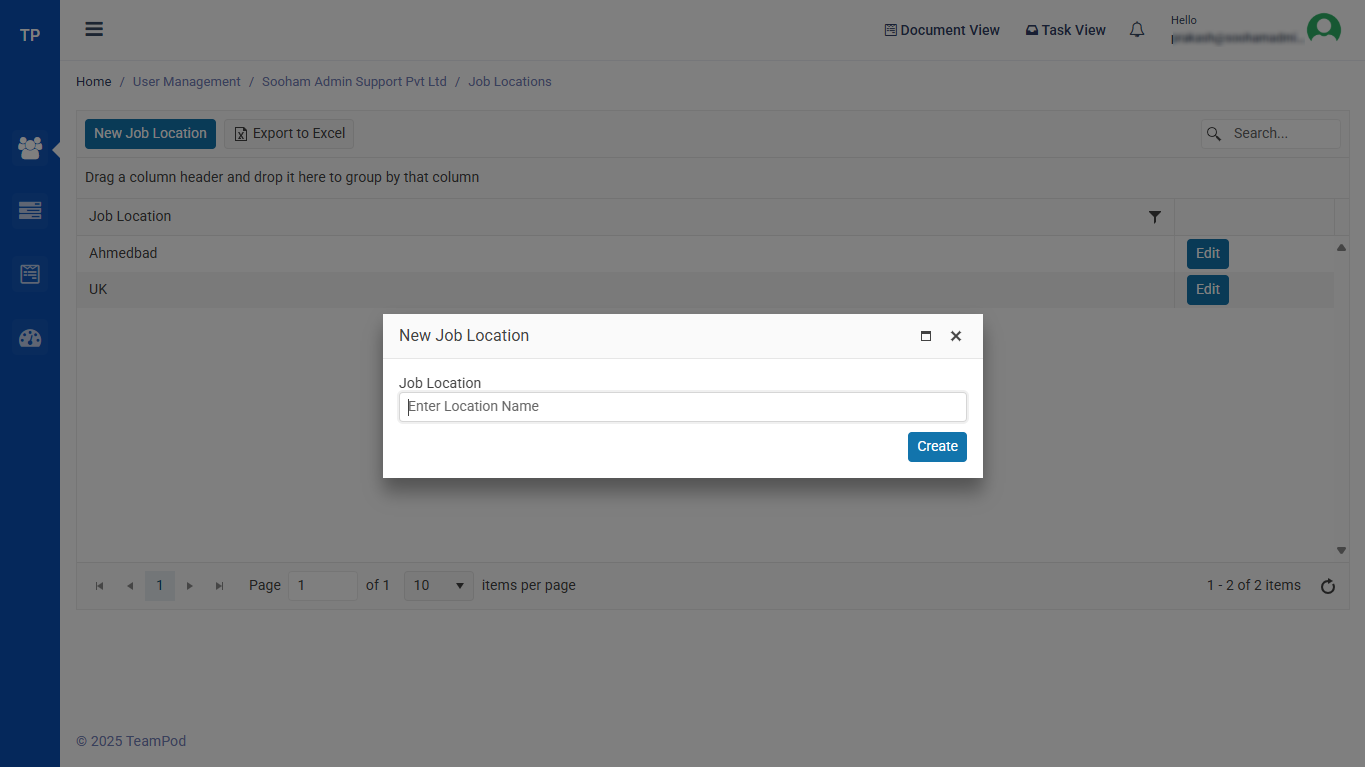 TP
Document View
Task View
Hello
Home / User Management / Sooham Admin Support Pvt Ltd / Job Locations
New Job Location
Export to Excel
Search...
Drag a column header and drop it here to group by that column
Job Location
Ahmedbad
Edit
UK
Edit
New Job Location
Job Location
Enter Location Name
Create
1
Page 1 of 1
10 items per page
1 - 2 of 2 items
© 2025 TeamPod